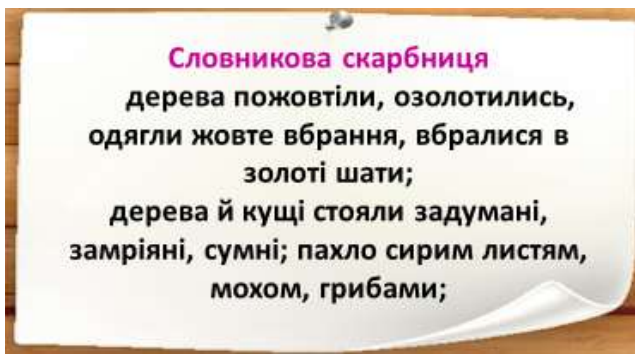 Словникова скарбниця
дерева пожовтіли, озолотились,
одягли жовте вбрання, вбралися в
золоті шати;
дерева й кущі стояли задумані,
замріяні, сумні; пахло сирим листям,
мохом, грибами;